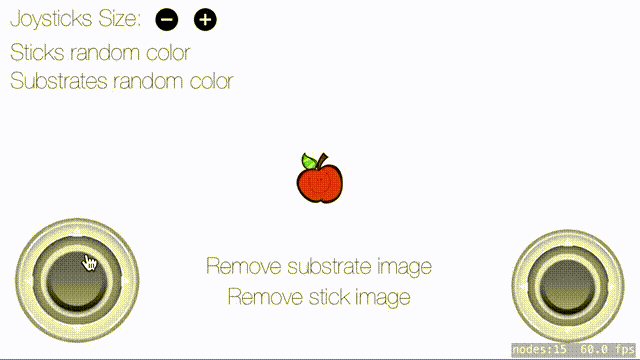 Joysticks Size:
Sticks random color
Substrates random color
Remove substrate image
Remove stick image
nodes:15 60.0 fps